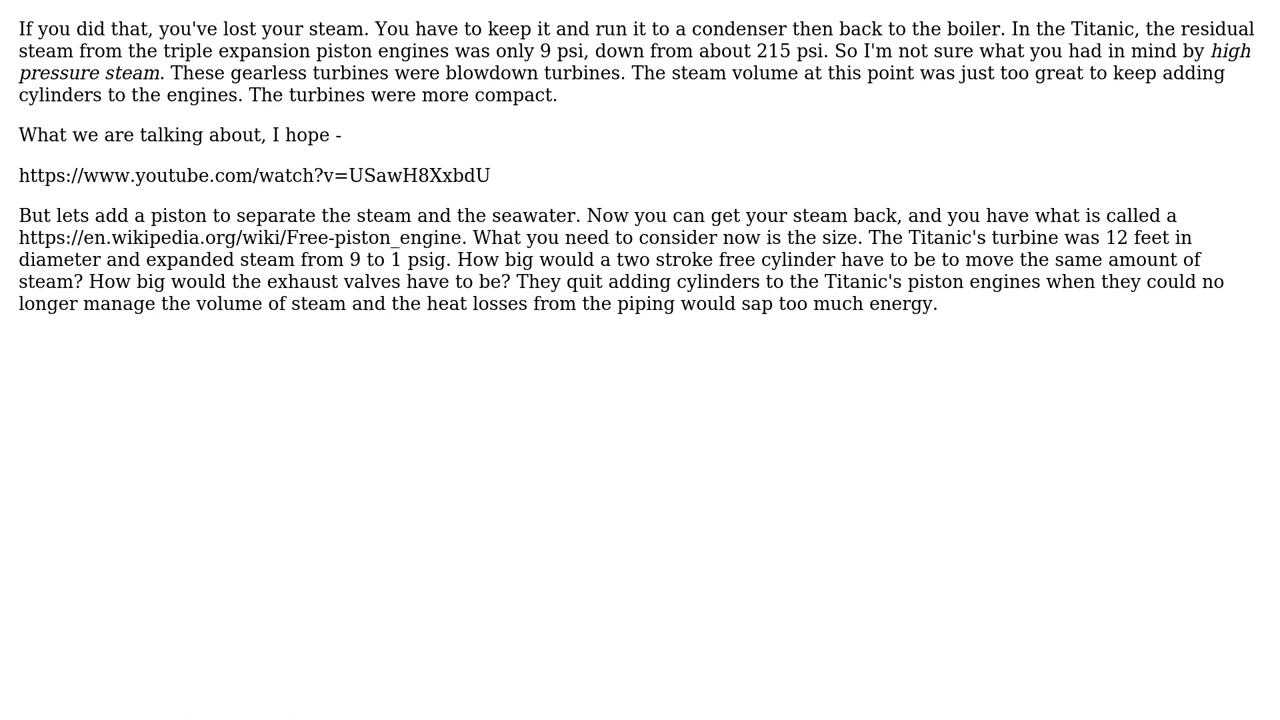 If you did that, you've lost your steam. You have to keep it and run it to a condenser then back to the boiler. In the Titanic, the residual
steam from the triple expansion piston engines was only 9 psi, down from about 215 psi. So I'm not sure what you had in mind by high
pressure steam. These gearless turbines were blowdown turbines. The steam volume at this point was just too great to keep adding
cylinders to the engines. The turbines were more compact.
What we are talking about, I hope -
https://www.youtube.com/watch?v=USawH8XxbdU
But lets add a piston to separate the steam and the seawater. Now you can get your steam back, and you have what is called a
https://en.wikipedia.org/wiki/Free-piston_engine. What you need to consider now is the size. The Titanic's turbine was 12 feet in
diameter and expanded steam from 9 to 1 psig. How big would a two stroke free cylinder have to be to move the same amount of
steam? How big would the exhaust valves have to be? They quit adding cylinders to the Titanic's piston engines when they could no
longer manage the volume of steam and the heat losses from the piping would sap too much energy.